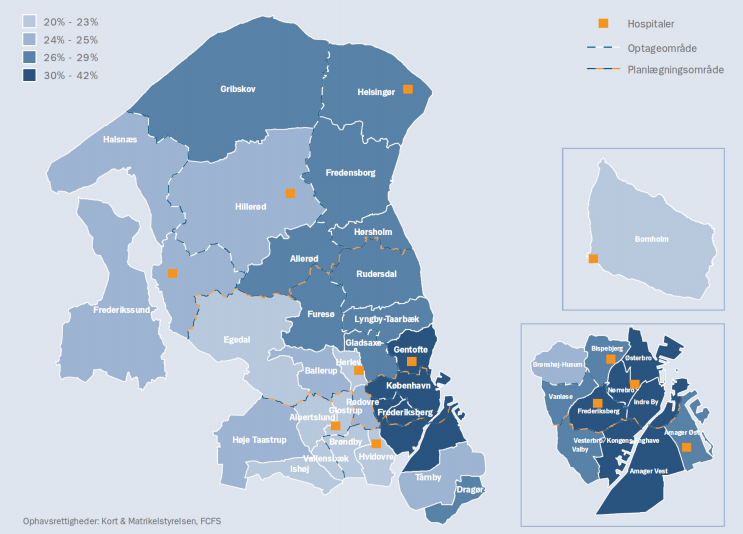 20% - 23%
24% - 25%
26% - 29%
30% - 42%
Hospitaler
Optageområde
Planlægningsområde
Gribskov
Helsingør
Halsnæs
Fredensborg
Hillerød
Hørsholm
Allerød
Rudersdal
Frederikssund
Furesø
Lyngby-Taarbæk
Egedal
Gladsaxe
Gentofte
Herlev
Ballerup
København
Rødovre
Glostrup
Frederiksberg
Albertslund
Høje Taastrup
Brøndby
Vallensbæk
Hvidovre
Ishøj
Tårnby
Dragør
Bornholm
Bispebjerg
Østerbro
Brønshøj-Husum
Nørrebro
Vanløse
Indre By
Frederiksberg
Vesterbro
Kongens Enghave
Amager Øst
Valby
Amager Vest
Ophavsrettigheder: Kort & Matrikelstyrelsen, FCFS